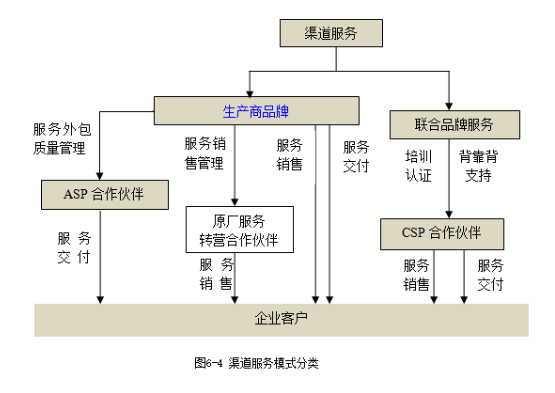 渠道服务
生产商品牌
联合品牌服务
服务外包
质量管理
服务销
售管理
服务
销售
服务
交付
培训
认证
背靠背
支持
ASP 合作伙伴
原厂服务
转营合作伙伴
CSP 合作伙伴
服 务
交 付
服 务
销 售
服务
销售
服务
交付
企业客户
图6-4 渠道服务模式分类